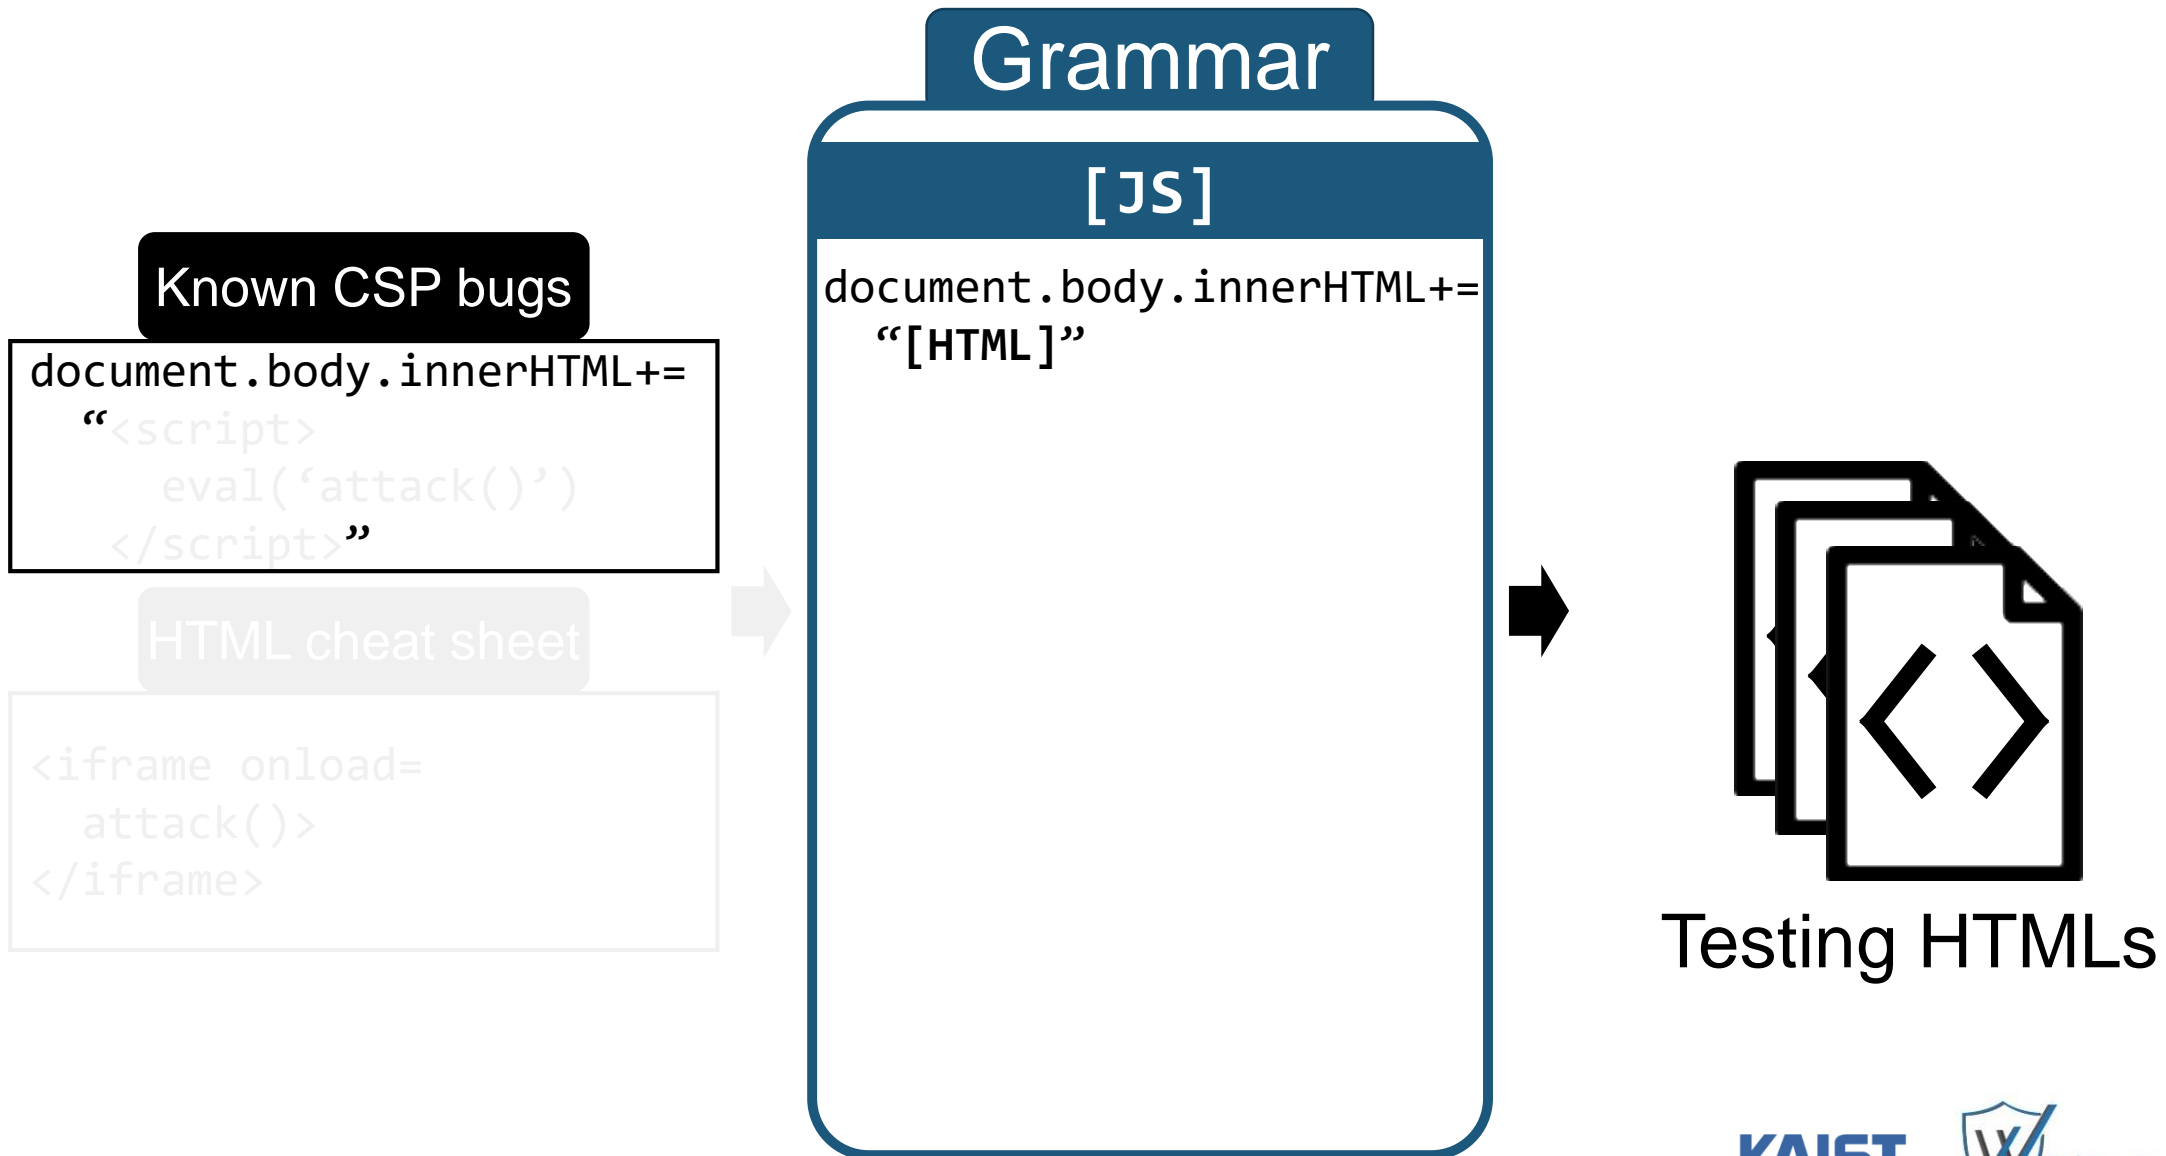 Grammar
[JS]
document.body.innerHTML+=
“[HTML]”
Known CSP bugs
document.body.innerHTML+=
“<script>
eval(‘attack()’)
</script>”
HTML cheat sheet
<iframe onload=
attack()>
</iframe>
Testing HTMLs
KAIST